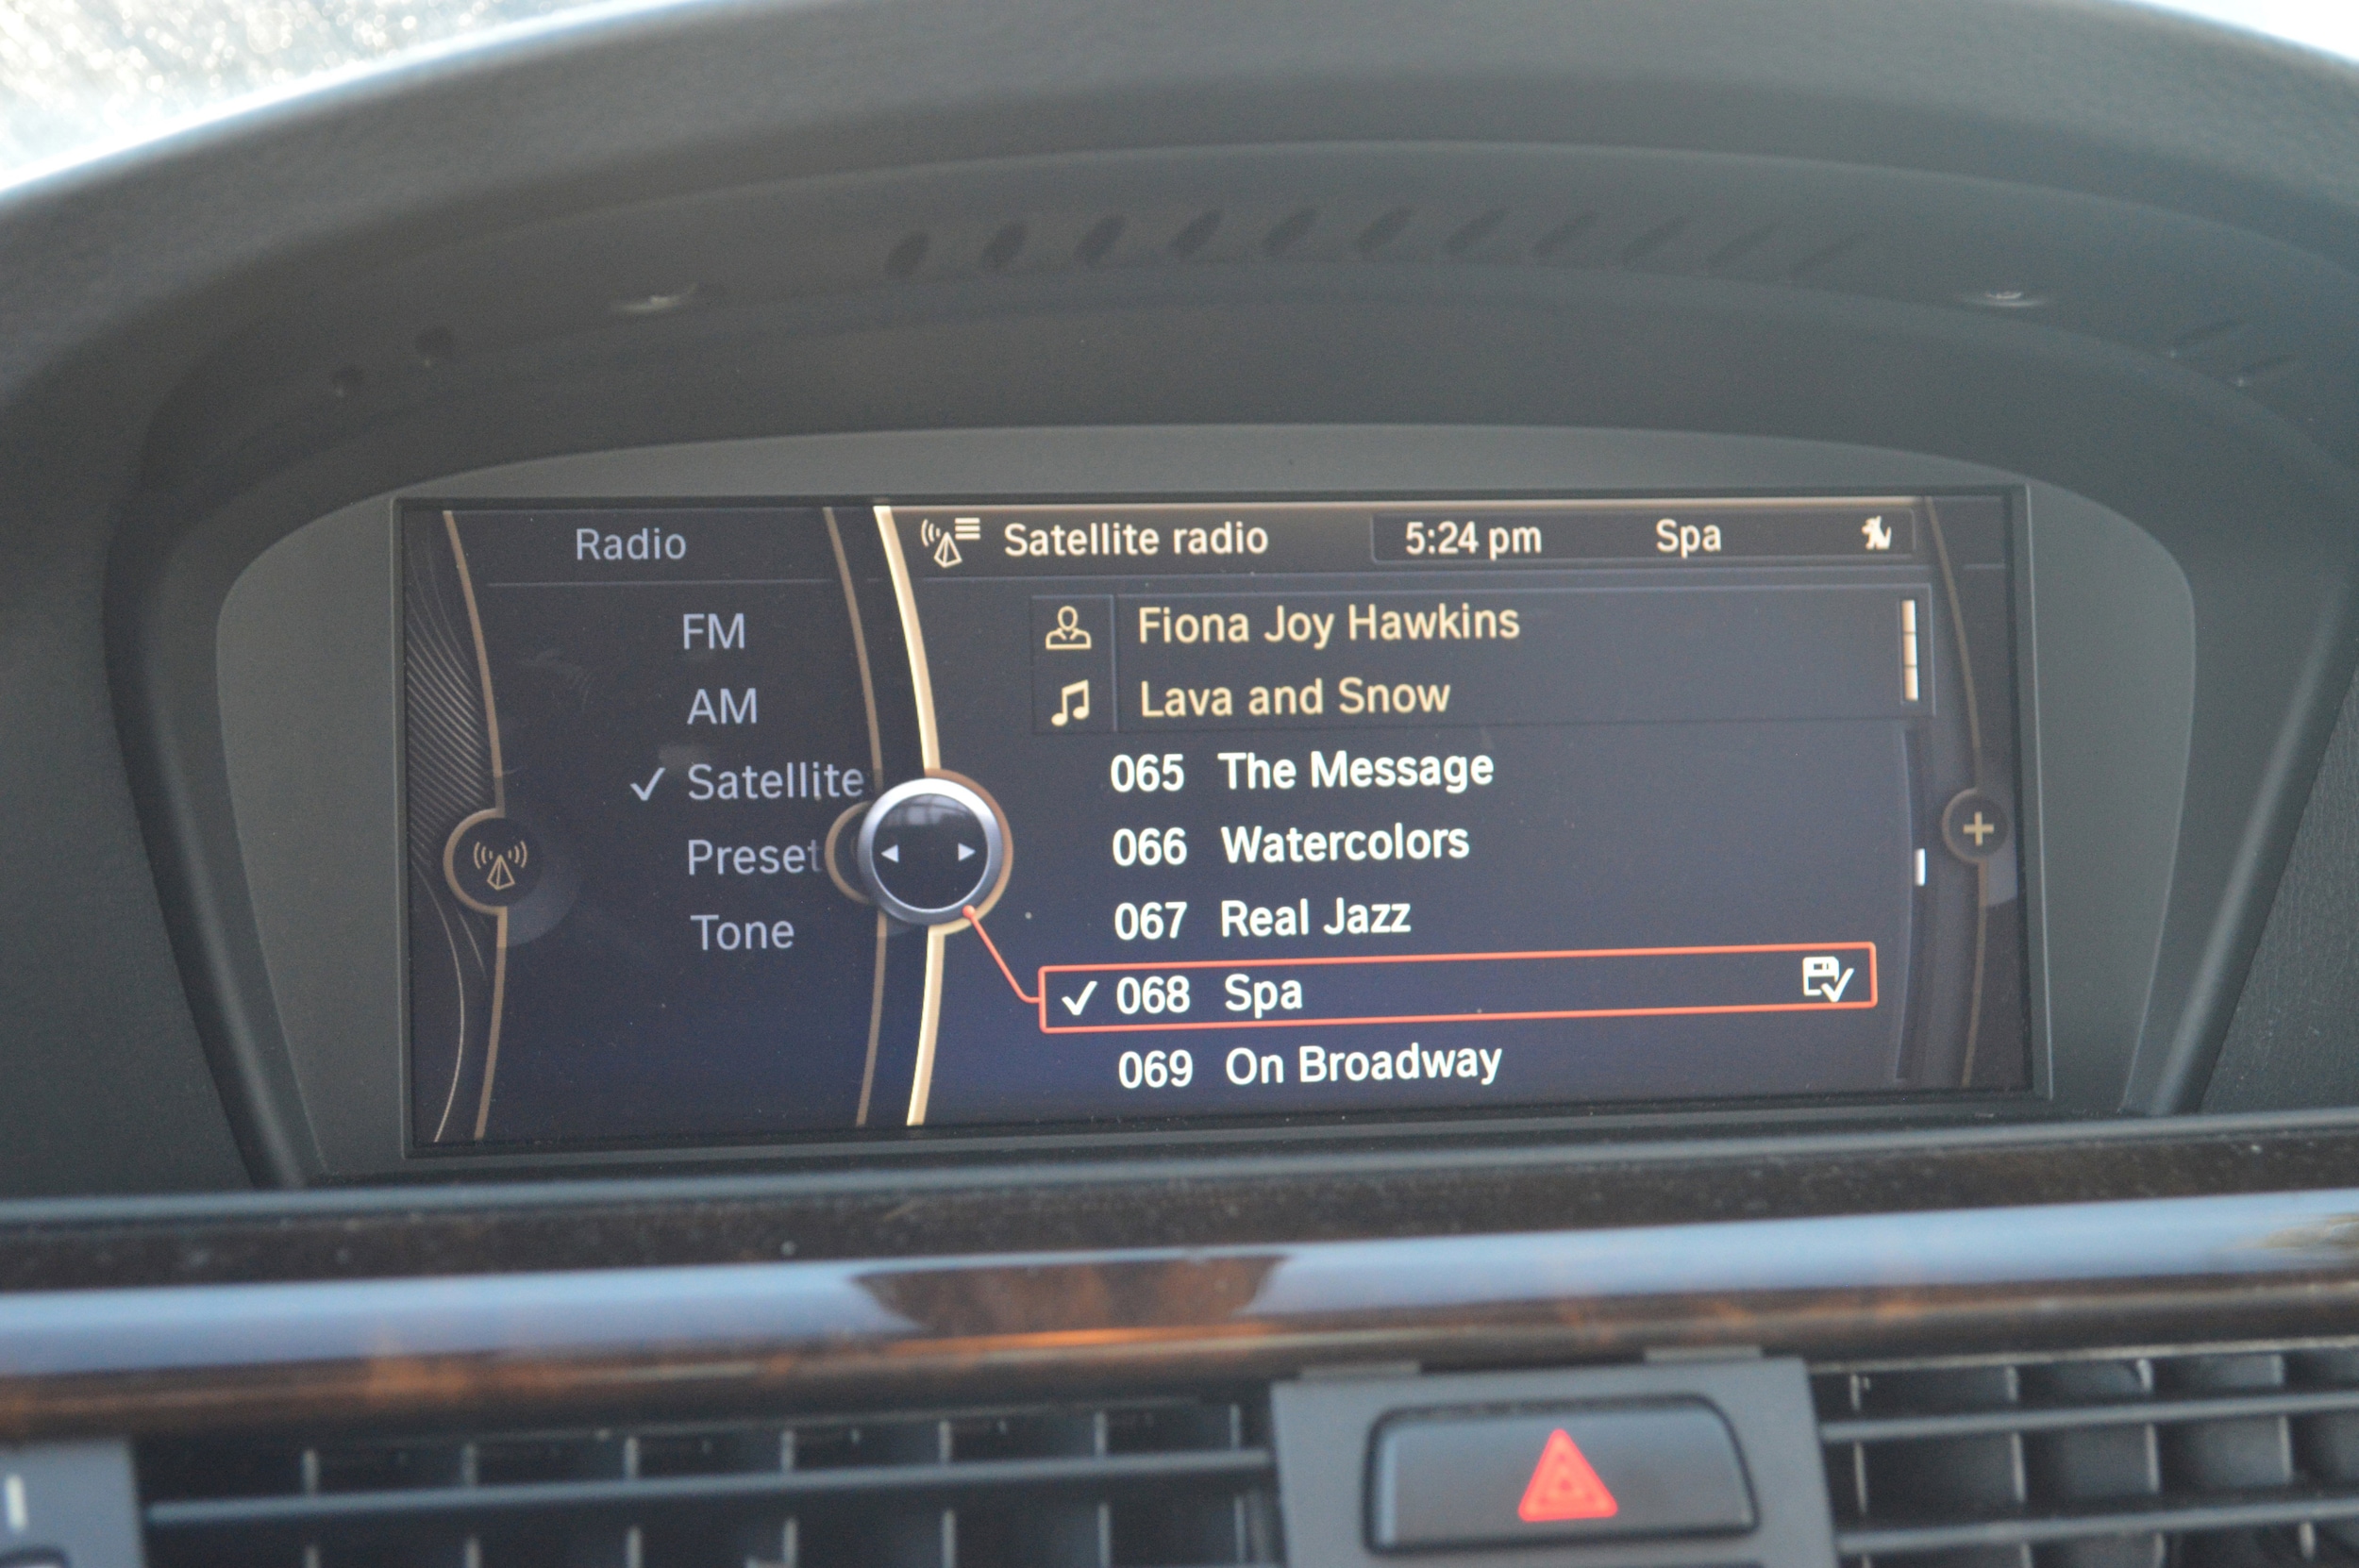 Radio
FM
AM
Satellite
Preset
Tone
Satellite radio 5:24 pm Spa
Fiona Joy Hawkins
Lava and Snow
065 The Message
066 Watercolors
067 Real Jazz
068 Spa
069 On Broadway